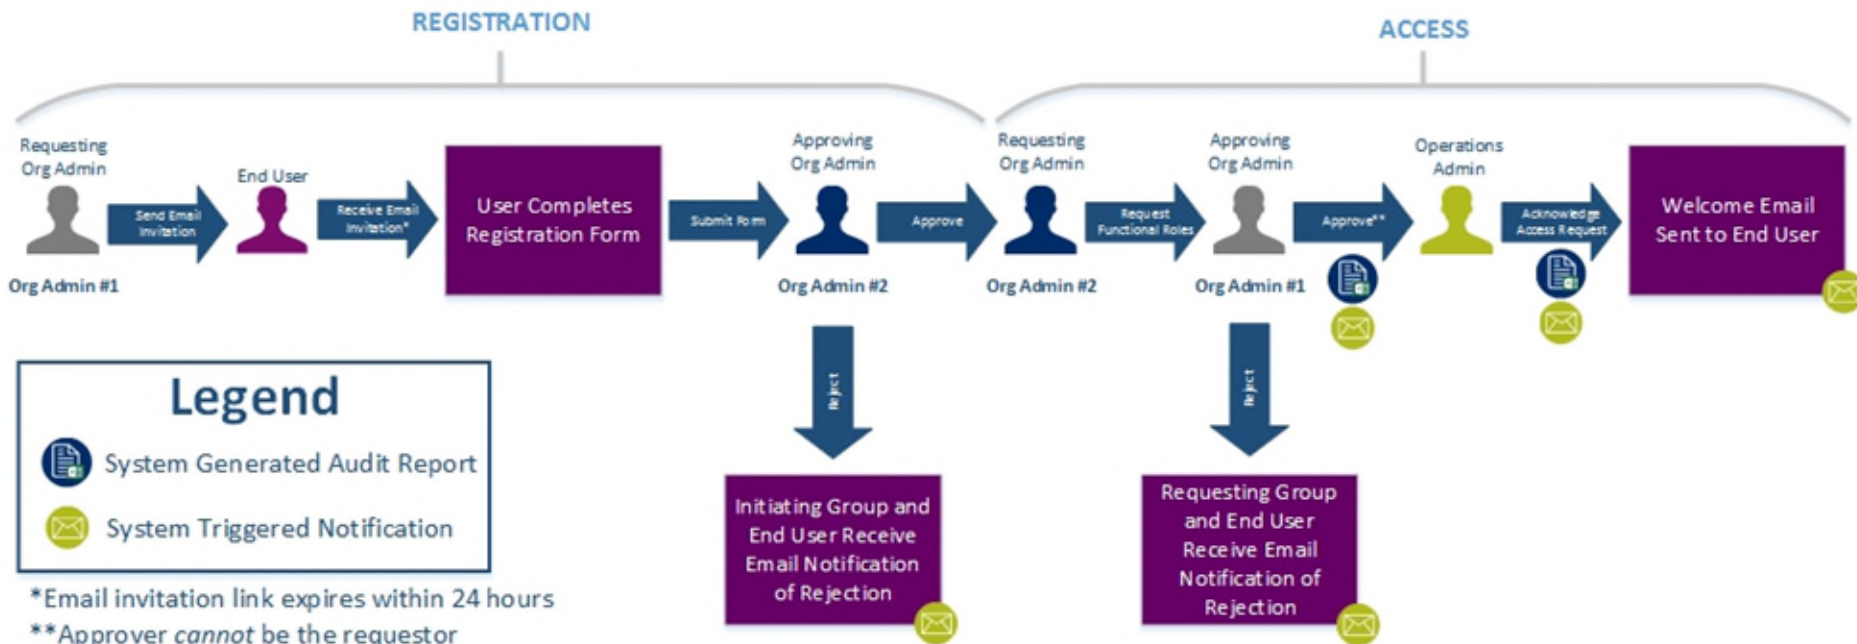 REGISTRATION
ACCESS
Requesting
Org Admin
Org Admin #1
Send Email
Invitation
End User
Receive Email
Invitation*
User Completes
Registration Form
Submit Form
Approving
Org Admin
Org Admin #2
Approve
Requesting
Org Admin
Org Admin #2
Request
Functional Roles
Approving
Org Admin
Org Admin #1
Approve**
Operations
Admin
Acknowledge
Access Request
Welcome Email
Sent to End User
Reject
Reject
Initiating Group and
End User Receive
Email Notification
of Rejection
Requesting Group
and End User
Receive Email
Notification of
Rejection
Legend
System Generated Audit Report
System Triggered Notification
*Email invitation link expires within 24 hours
**Approver cannot be the requestor